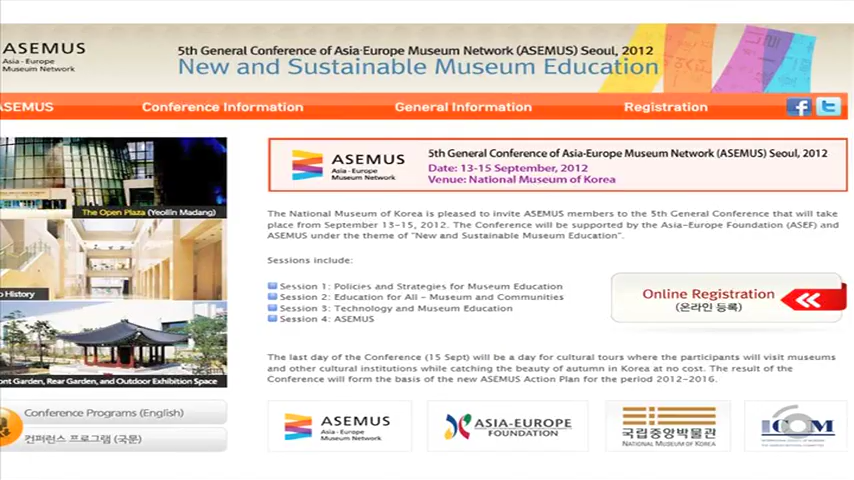 ASEMUS
Asia - Europe
Museum Network
5th General Conference of Asia·Europe Museum Network (ASEMUS) Seoul, 2012
New and Sustainable Museum Education
ASEMUS
Conference Information
General Information
Registration
The Open Plaza (Yeollin Madang)
History
Garden, Rear Garden, and Outdoor Exhibition Space
Conference Programs (English)
컨퍼런스 프로그램 (국문)
ASEMUS
Asia - Europe
Museum Network
5th General Conference of Asia-Europe Museum Network (ASEMUS) Seoul, 2012
Date: 13-15 September, 2012
Venue: National Museum of Korea
The National Museum of Korea is pleased to invite ASEMUS members to the 5th General Conference that will take
place from September 13-15, 2012. The Conference will be supported by the Asia-Europe Foundation (ASEF) and
ASEMUS under the theme of "New and Sustainable Museum Education".
Sessions include:
Session 1: Policies and Strategies for Museum Education
Session 2: Education for All - Museum and Communities
Session 3: Technology and Museum Education
Session 4: ASEMUS
Online Registration
(온라인 등록)
The last day of the Conference (15 Sept) will be a day for cultural tours where the participants will visit museums
and other cultural institutions while catching the beauty of autumn in Korea at no cost. The result of the
Conference will form the basis of the new ASEMUS Action Plan for the period 2012-2016.
ASEMUS
Asia - Europe
Museum Network
ASIA-EUROPE
FOUNDATION
국립중앙박물관
NATIONAL MUSEUM OF KOREA
ICOM